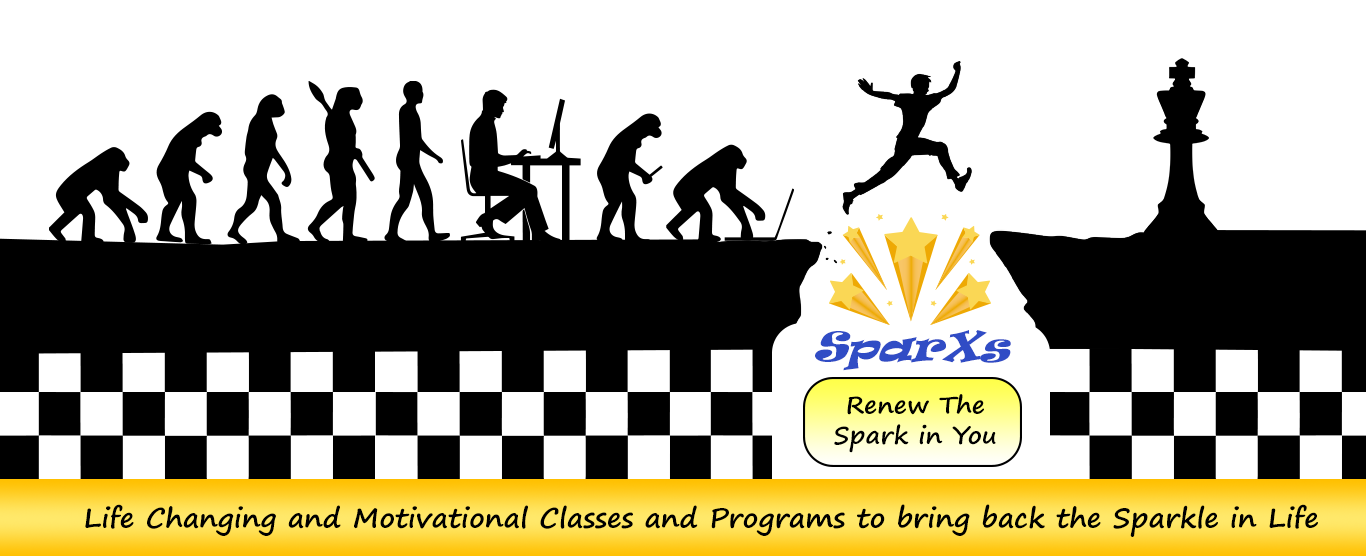 SparXs
Renew The
Spark in You
Life Changing and Motivational Classes and Programs to bring back the Sparkle in Life